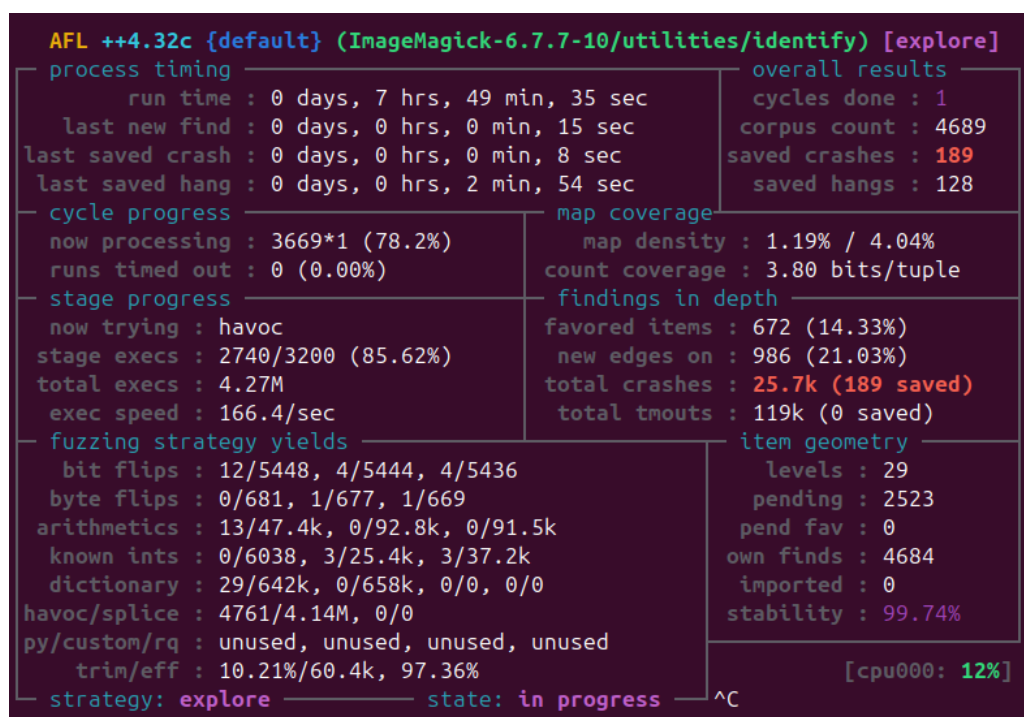 AFL ++4.32c {default} (ImageMagick-6.7.7-10/utilities/identify) [explore]
process timing
run time : 0 days, 7 hrs, 49 min, 35 sec
last new find : 0 days, 0 hrs, 0 min, 15 sec
last saved crash : 0 days, 0 hrs, 0 min, 8 sec
last saved hang : 0 days, 0 hrs, 2 min, 54 sec
overall results
cycles done : 1
corpus count : 4689
saved crashes : 189
saved hangs : 128
cycle progress
now processing : 3669*1 (78.2%)
runs timed out : 0 (0.00%)
map coverage
map density : 1.19% / 4.04%
count coverage : 3.80 bits/tuple
stage progress
now trying : havoc
stage execs : 2740/3200 (85.62%)
total execs : 4.27M
exec speed : 166.4/sec
findings in depth
favored items : 672 (14.33%)
new edges on : 986 (21.03%)
total crashes : 25.7k (189 saved)
total tmouts : 119k (0 saved)
fuzzing strategy yields
bit flips : 12/5448, 4/5444, 4/5436
byte flips : 0/681, 1/677, 1/669
arithmetics : 13/47.4k, 0/92.8k, 0/91.5k
known ints : 0/6038, 3/25.4k, 3/37.2k
dictionary : 29/642k, 0/658k, 0/0, 0/0
havoc/splice : 4761/4.14M, 0/0
py/custom/rq : unused, unused, unused, unused
trim/eff : 10.21%/60.4k, 97.36%
item geometry
levels : 29
pending : 2523
pend fav : 0
own finds : 4684
imported : 0
stability : 99.74%
[cpu000: 12%]
strategy: explore state: in progress ^C